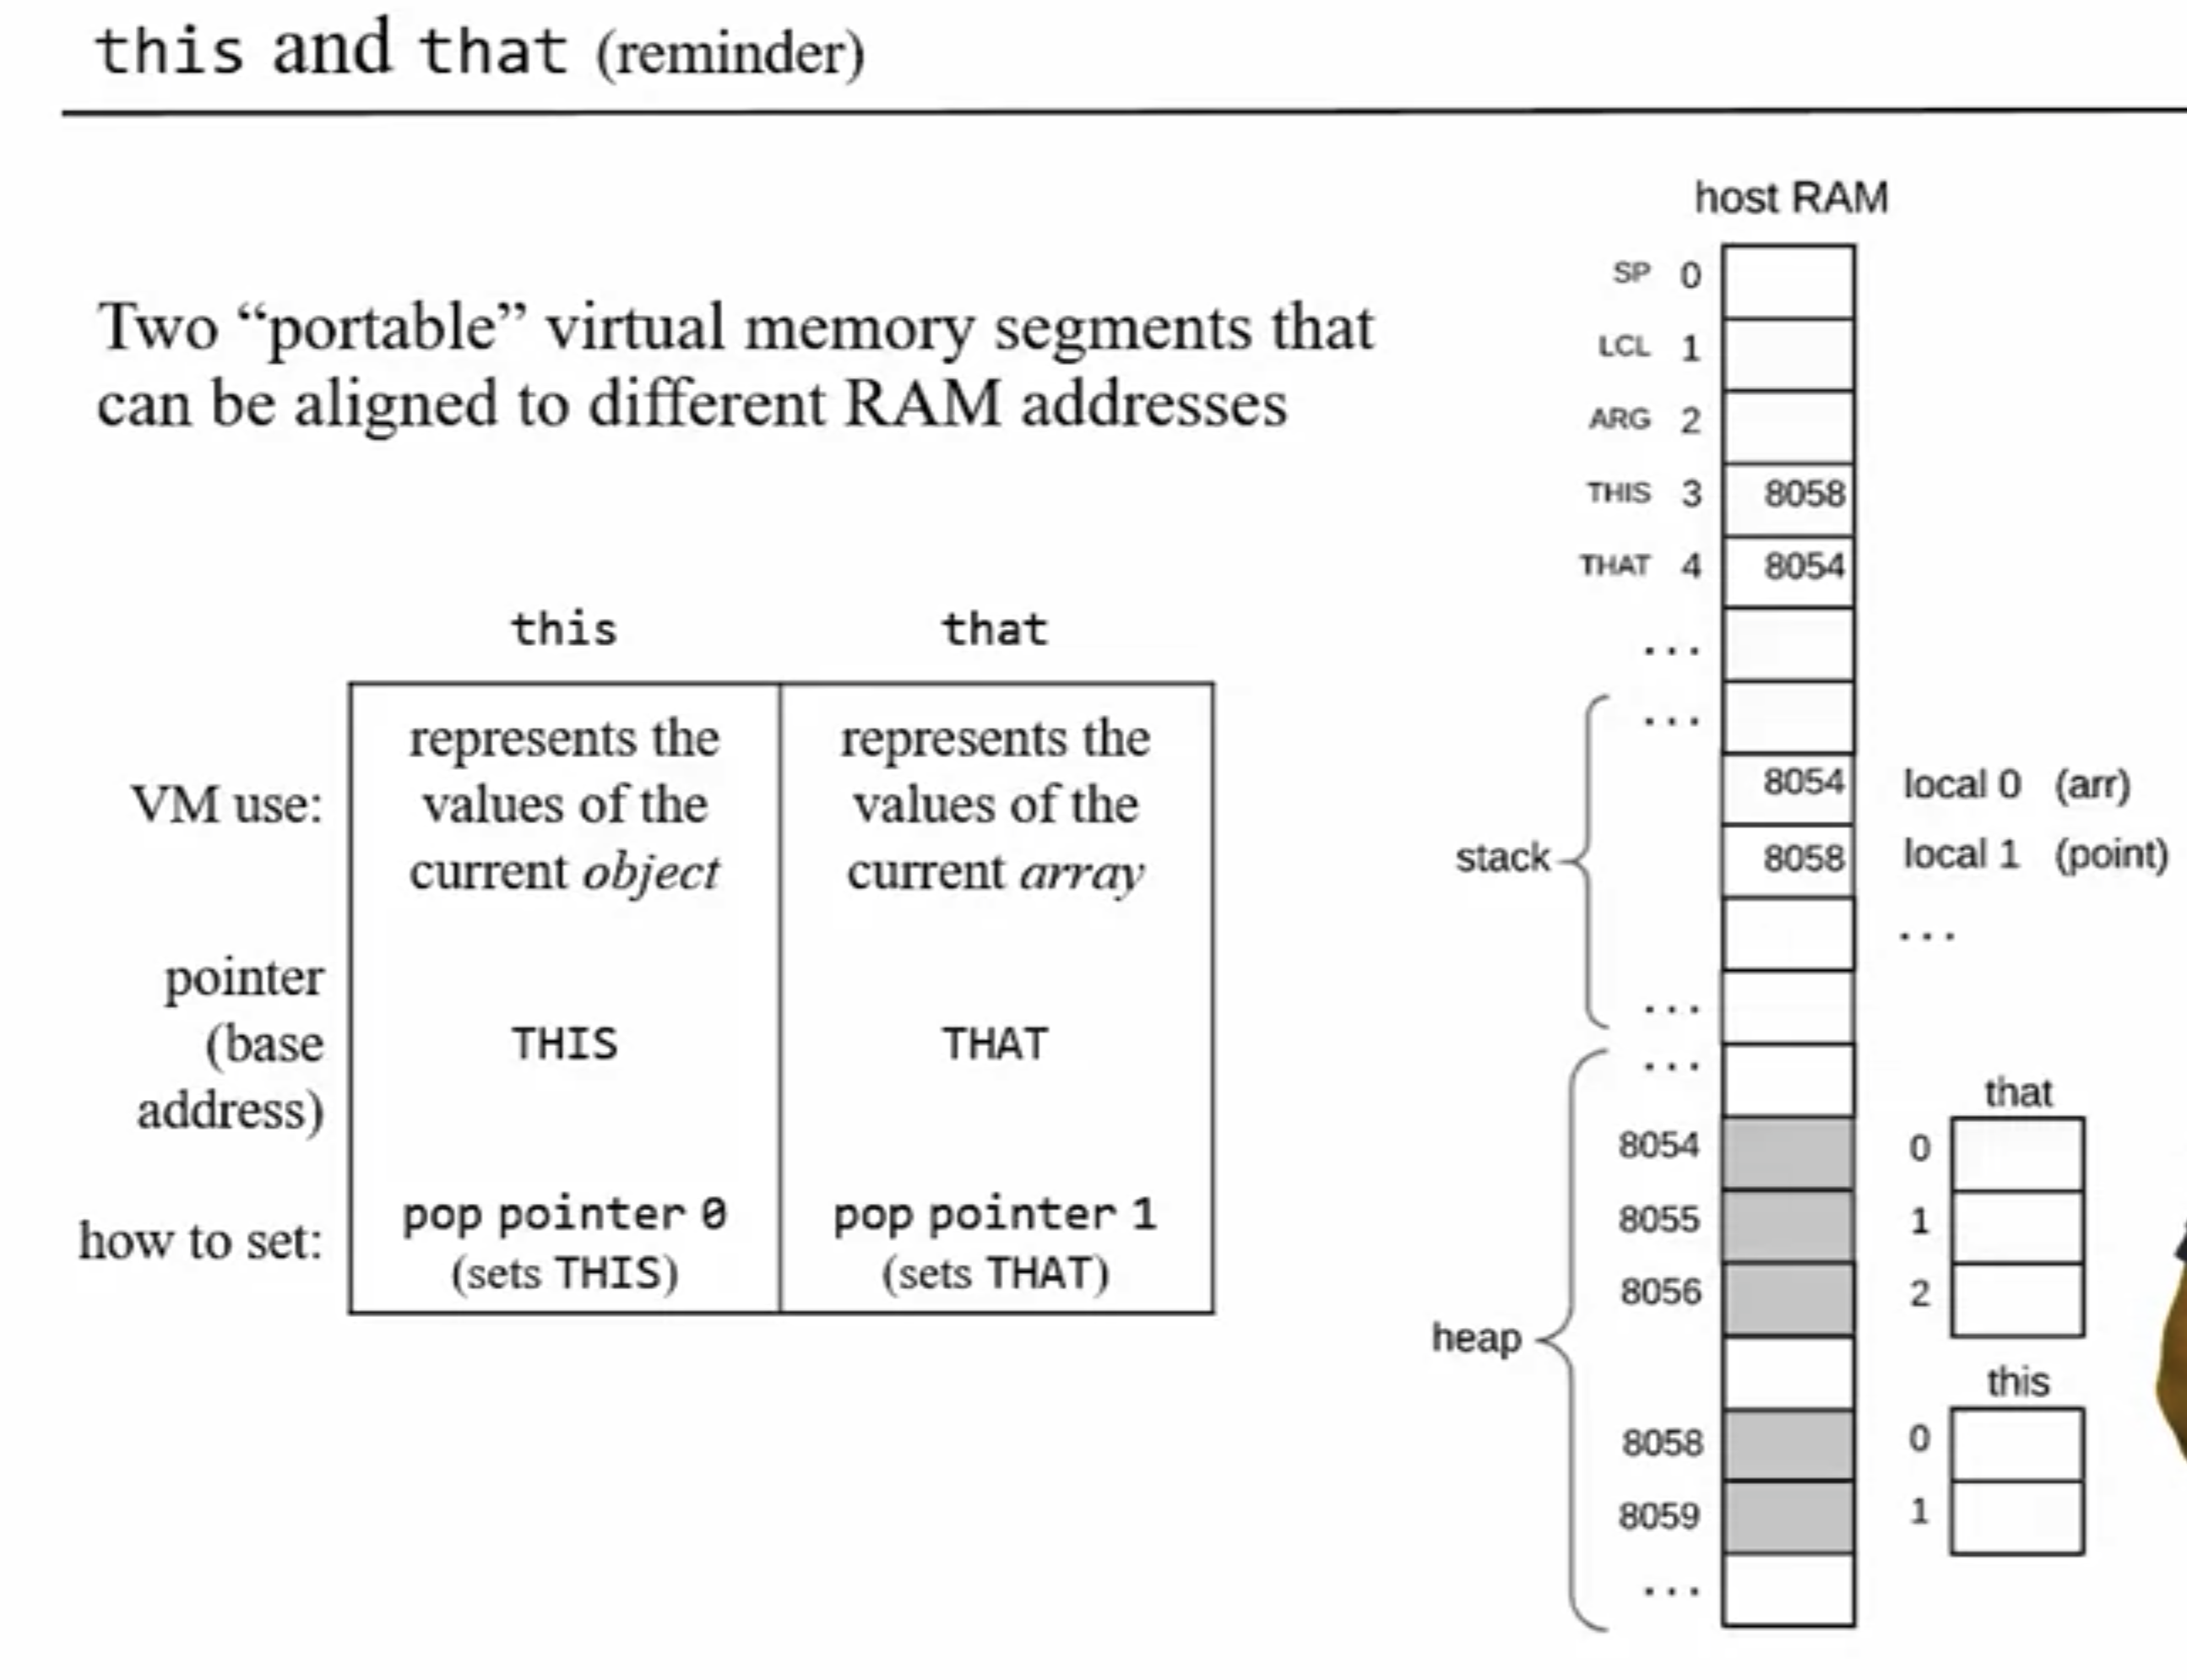 this and that (reminder)
Two “portable” virtual memory segments that
can be aligned to different RAM addresses
this that
VM use:
represents the
values of the
current object
represents the
values of the
current array
pointer
(base
address)
THIS
THAT
how to set:
pop pointer 0
(sets THIS)
pop pointer 1
(sets THAT)
host RAM
SP 0
LCL 1
ARG 2
THIS 3 8058
THAT 4 8054
...
...
8054 local 0 (arr)
stack
8058 local 1 (point)
...
...
...
heap
8054
8055
8056
8058
8059
...
that
0
1
2
this
0
1